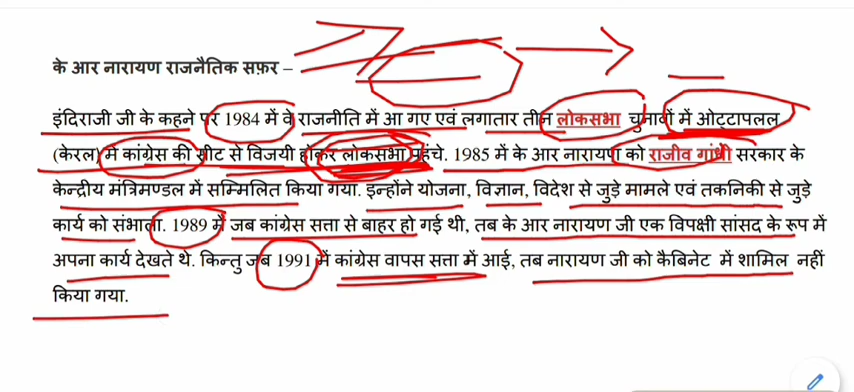 के आर नारायण राजनैतिक सफ़र –
इंदिराजी जी के कहने पर 1984 में वे राजनीति में आ गए एवं लगातार तीन लोकसभा चुनावों में ओट्टापलल
(केरल) में कांग्रेस की सीट से विजयी होकर लोकसभा पहुंचे. 1985 में के आर नारायण को राजीव गांधी सरकार के
केन्द्रीय मंत्रिमण्डल में सम्मिलित किया गया. इन्होंने योजना, विज्ञान, विदेश से जुड़े मामले एवं तकनिकी से जुड़े
कार्य को संभाला. 1989 में जब कांग्रेस सत्ता से बाहर हो गई थी, तब के आर नारायण जी एक विपक्षी सांसद के रूप में
अपना कार्य देखते थे. किन्तु जब 1991 में कांग्रेस वापस सत्ता में आई, तब नारायण जी को कैबिनेट में शामिल नहीं
किया गया.